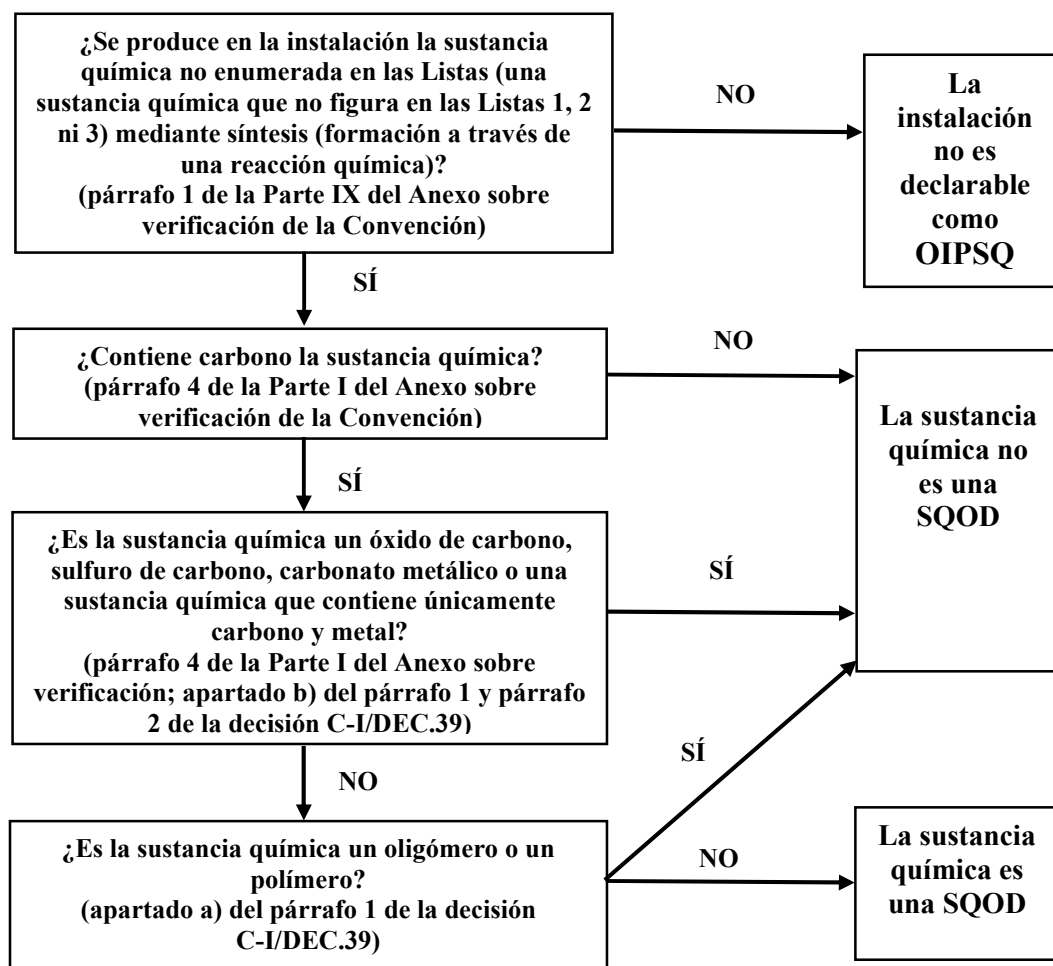 ¿Se produce en la instalación la sustancia
química no enumerada en las Listas (una
sustancia química que no figura en las Listas 1, 2
ni 3) mediante síntesis (formación a través de
una reacción química)?
(párrafo 1 de la Parte IX del Anexo sobre
verificación de la Convención)
NO
La
instalación
no es
declarable
como
OIPSQ
SÍ
¿Contiene carbono la sustancia química?
(párrafo 4 de la Parte I del Anexo sobre
verificación de la Convención)
NO
La sustancia
química no
es una
SQOD
SÍ
¿Es la sustancia química un óxido de carbono,
sulfuro de carbono, carbonato metálico o una
sustancia química que contiene únicamente
carbono y metal?
(párrafo 4 de la Parte I del Anexo sobre
verificación; apartado b) del párrafo 1 y párrafo
2 de la decisión C-I/DEC.39)
SÍ
NO
SÍ
¿Es la sustancia química un oligómero o un
polímero?
(apartado a) del párrafo 1 de la decisión
C-I/DEC.39)
NO
La sustancia
química es
una SQOD